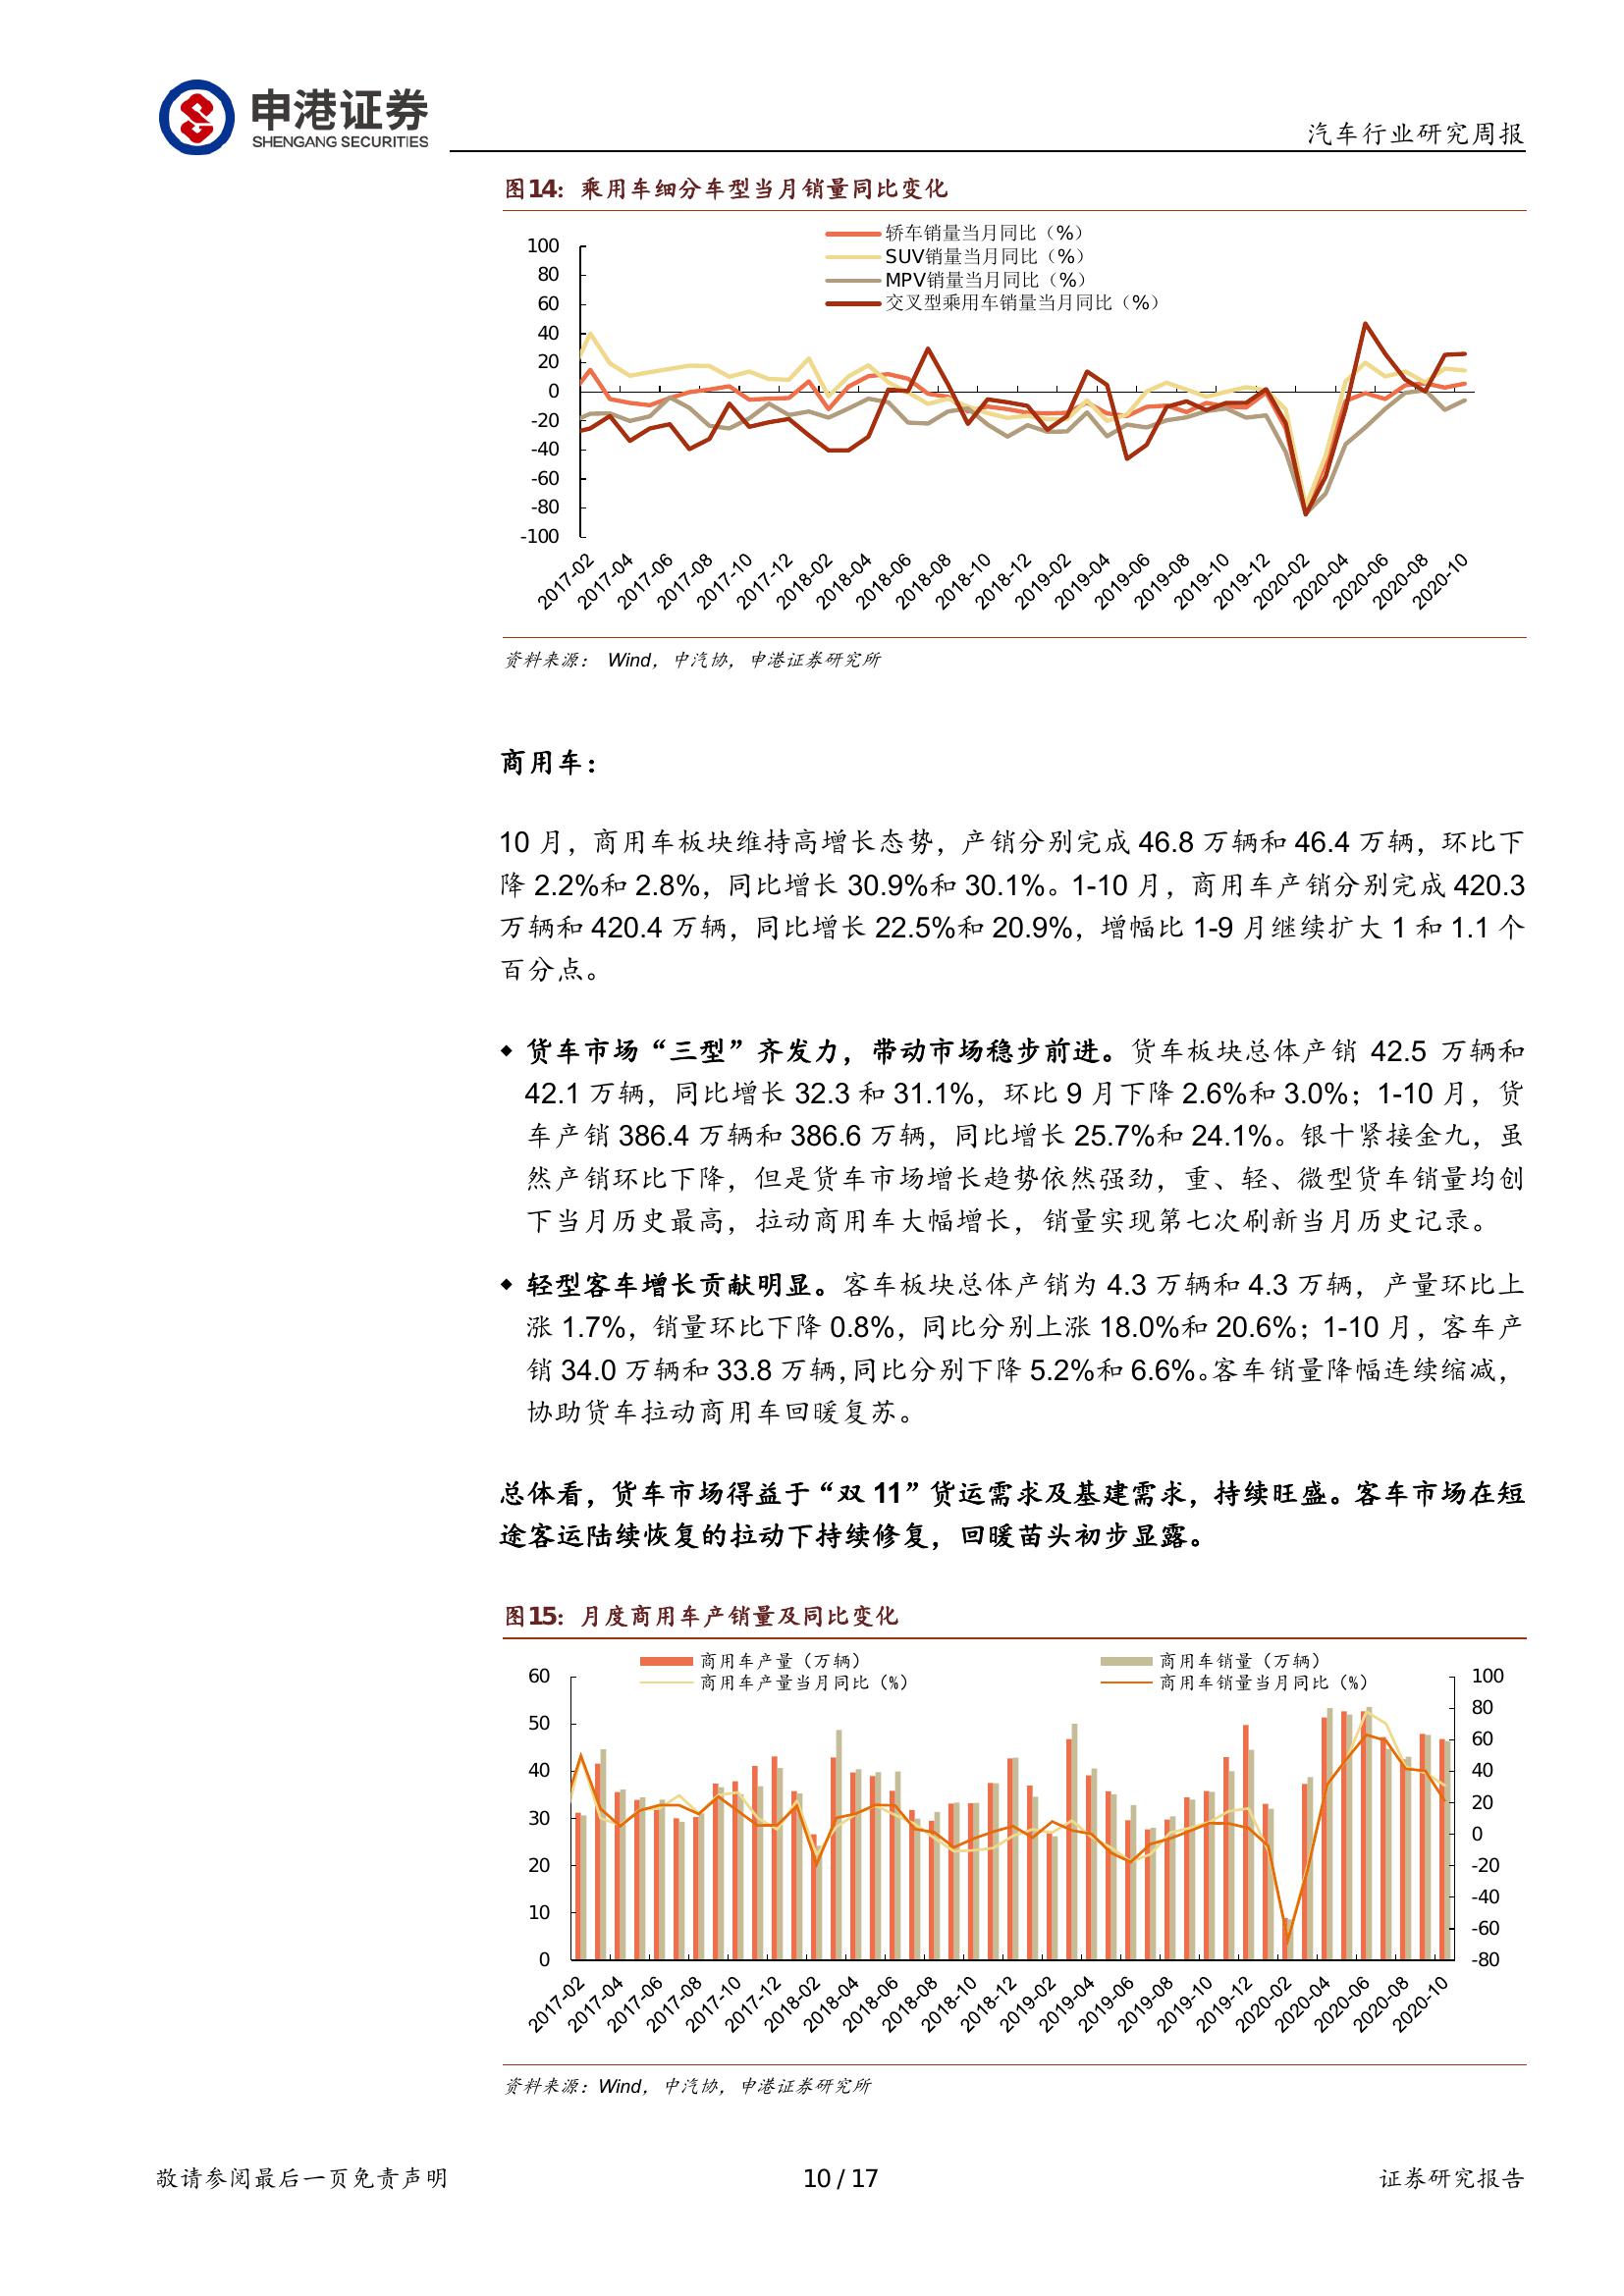 申港证券
SHENGANG SECURITIES
汽车行业研究周报
图14：乘用车细分车型当月销量同比变化
轿车销量当月同比（%）
SUV销量当月同比（%）
MPV销量当月同比（%）
交叉型乘用车销量当月同比（%）
100
80
60
40
20
0
-20
-40
-60
-80
-100
2017-02
2017-04
2017-06
2017-08
2017-10
2017-12
2018-02
2018-04
2018-06
2018-08
2018-10
2018-12
2019-02
2019-04
2019-06
2019-08
2019-10
2019-12
2020-02
2020-04
2020-06
2020-08
2020-10
资料来源： Wind，中汽协，申港证券研究所
商用车：
10 月，商用车板块维持高增长态势，产销分别完成 46.8 万辆和 46.4 万辆，环比下
降 2.2%和 2.8%，同比增长 30.9%和 30.1%。1-10 月，商用车产销分别完成 420.3
万辆和 420.4 万辆，同比增长 22.5%和 20.9%，增幅比 1-9 月继续扩大 1 和 1.1 个
百分点。
◆ 货车市场“三型”齐发力，带动市场稳步前进。货车板块总体产销 42.5 万辆和
42.1 万辆，同比增长 32.3 和 31.1%，环比 9 月下降 2.6%和 3.0%；1-10 月，货
车产销 386.4 万辆和 386.6 万辆，同比增长 25.7%和 24.1%。银十紧接金九，虽
然产销环比下降，但是货车市场增长趋势依然强劲，重、轻、微型货车销量均创
下当月历史最高，拉动商用车大幅增长，销量实现第七次刷新当月历史记录。
◆ 轻型客车增长贡献明显。客车板块总体产销为 4.3 万辆和 4.3 万辆，产量环比上
涨 1.7%，销量环比下降 0.8%，同比分别上涨 18.0%和 20.6%；1-10 月，客车产
销 34.0 万辆和 33.8 万辆，同比分别下降 5.2%和 6.6%。客车销量降幅连续缩减，
协助货车拉动商用车回暖复苏。
总体看，货车市场得益于“双 11”货运需求及基建需求，持续旺盛。客车市场在短
途客运陆续恢复的拉动下持续修复，回暖苗头初步显露。
图15：月度商用车产销量及同比变化
商用车产量（万辆）
商用车销量（万辆）
商用车产量当月同比（%）
商用车销量当月同比（%）
60
50
40
30
20
10
0
100
80
60
40
20
0
-20
-40
-60
-80
2017-02
2017-04
2017-06
2017-08
2017-10
2017-12
2018-02
2018-04
2018-06
2018-08
2018-10
2018-12
2019-02
2019-04
2019-06
2019-08
2019-10
2019-12
2020-02
2020-04
2020-06
2020-08
2020-10
资料来源：Wind，中汽协，申港证券研究所
敬请参阅最后一页免责声明
10 / 17
证券研究报告